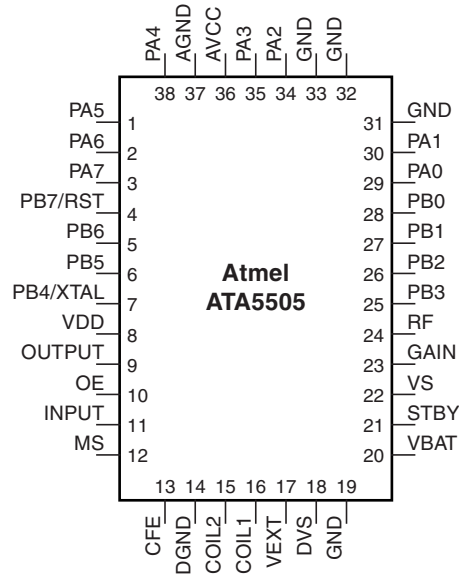 PA4 AGND AVCC PA3 PA2 GND GND
38 37 36 35 34 33 32
PA5 1 31 GND
PA6 2 30 PA1
PA7 3 29 PA0
PB7/RST 4 28 PB0
PB6 5 27 PB1
PB5 6 26 PB2
PB4/XTAL 7 25 PB3
VDD 8 24 RF
OUTPUT 9 23 GAIN
OE 10 22 VS
INPUT 11 21 STBY
MS 12 20 VBAT
Atmel
ATA5505
13 14 15 16 17 18 19
CFE DGND COIL2 COIL1 VEXT DVS GND